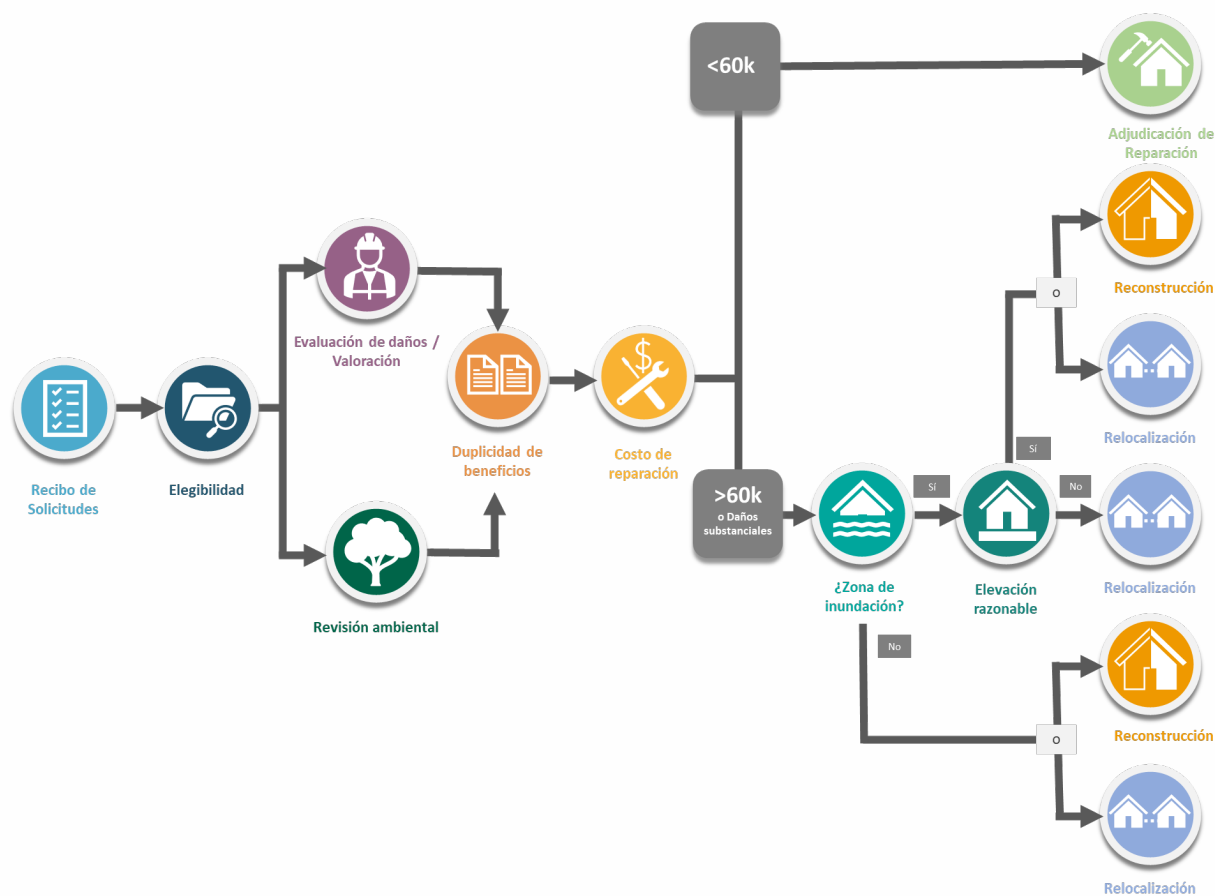 Recibo de
Solicitudes
Elegibilidad
Evaluación de daños /
Valoración
Revisión ambiental
Duplicidad de
beneficios
Costo de
reparación
<60k
Adjudicación de
Reparación
>60k
o Daños
substanciales
¿Zona de
inundación?
Sí
Elevación
razonable
Sí
O
Reconstrucción
Relocalización
No
Relocalización
No
O
Reconstrucción
Relocalización